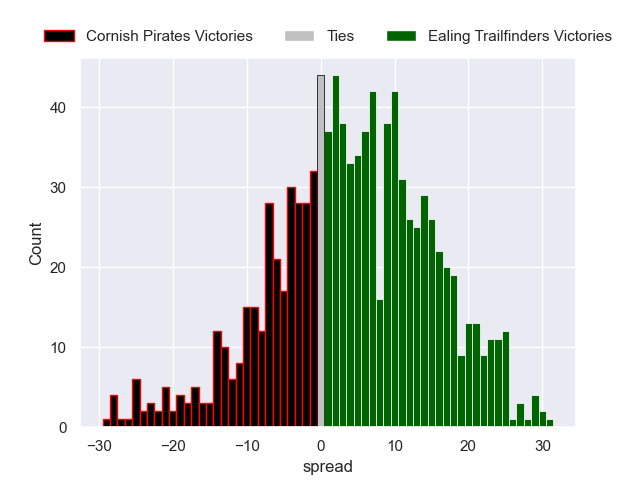 Cornish Pirates Victories
Ties
Ealing Trailfinders Victories
Count
40
30
20
10
0
−30
−20
−10
0
10
20
30
spread